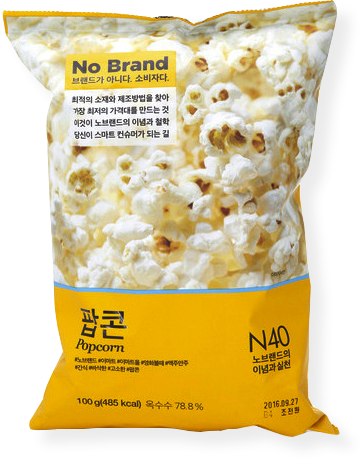 No Brand
브랜드가 아니다. 소비자다.
최적의 소재와 제조방법을 찾아
가장 최저의 가격대를 만드는 것
이것이 노브랜드의 이념과 철학
당신이 스마트 컨슈머가 되는 길
팝콘
Popcorn
#노브랜드 #이마트 #이마트몰 #영화볼때 #맥주안주
#간식 #바삭한 #고소한 #팝콘
100 g(485 kcal) 옥수수 78.8 %
N40
노브랜드의
이념과 실천
2016.09.27